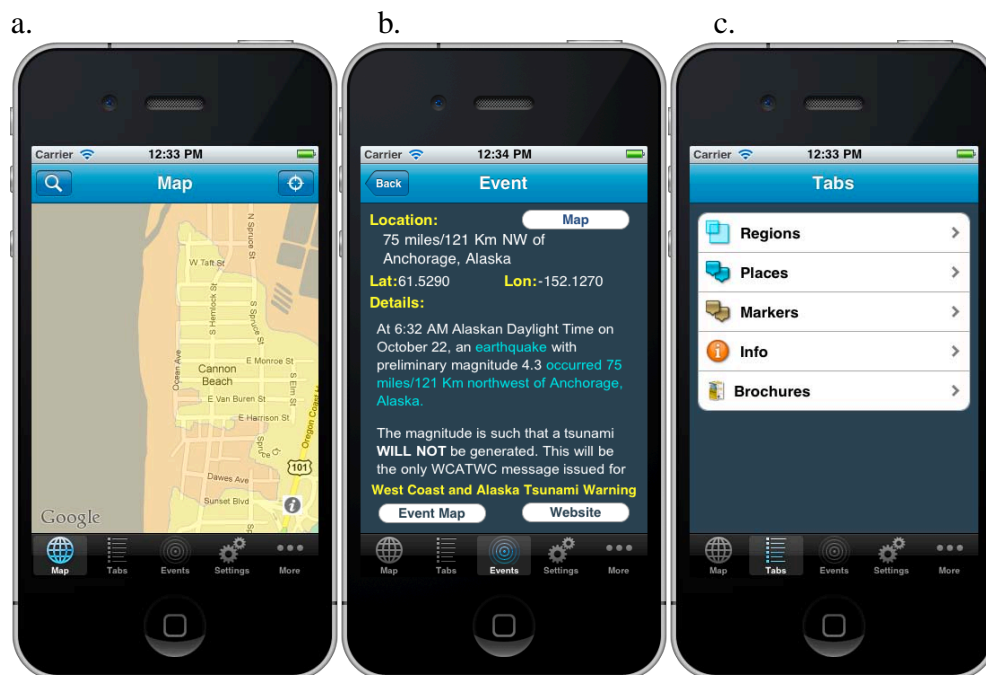 a.
b.
c.
Carrier 12:33 PM
Map
N Spruce St
W Taft St
S Hemlock St
S Spruce St
Ocean Ave
E Monroe St
Cannon
Beach
S Elm St
E Van Buren St
E Harrison St
Spruce Ct
Oregon Coast
101
Dawes Ave
Sunset Blvd
Google
Map Tabs Events Settings More
Carrier 12:34 PM
Back Event
Location: Map
75 miles/121 Km NW of
Anchorage, Alaska
Lat:61.5290 Lon:-152.1270
Details:
At 6:32 AM Alaskan Daylight Time on
October 22, an earthquake with
preliminary magnitude 4.3 occurred 75
miles/121 Km northwest of Anchorage,
Alaska.
The magnitude is such that a tsunami
WILL NOT be generated. This will be
the only WCATWC message issued for
West Coast and Alaska Tsunami Warning
Event Map Website
Map Tabs Events Settings More
Carrier 12:33 PM
Tabs
Regions
Places
Markers
Info
Brochures
Map Tabs Events Settings More